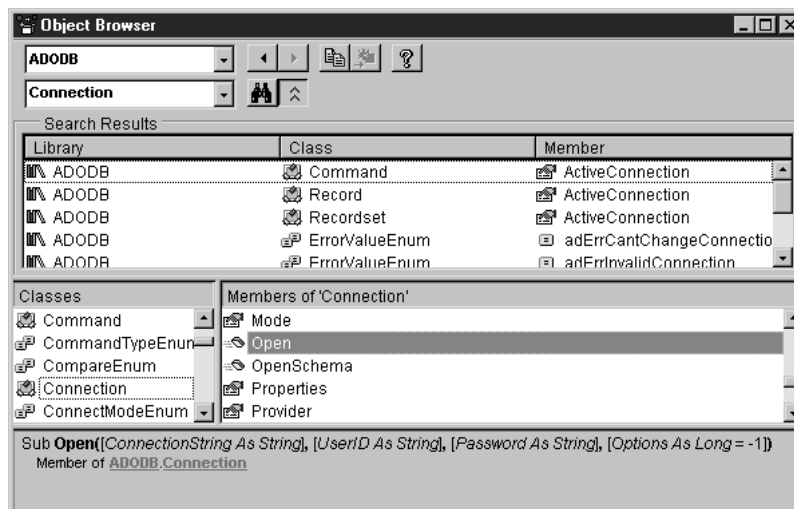 Object Browser
ADODB
Connection
Search Results
Library Class Member
ADODB Command ActiveConnection
ADODB Record ActiveConnection
ADODB Recordset ActiveConnection
ADODB ErrorValueEnum adErrCantChangeConnectio
ADODB ErrorValueEnum adErrInvalidConnection
Classes Members of 'Connection'
Command Mode
CommandTypeEnun Open
CompareEnum OpenSchema
Connection Properties
ConnectModeEnum Provider
Sub Open([ConnectionString As String], [UserID As String], [Password As String], [Options As Long = -1])
Member of ADODB.Connection